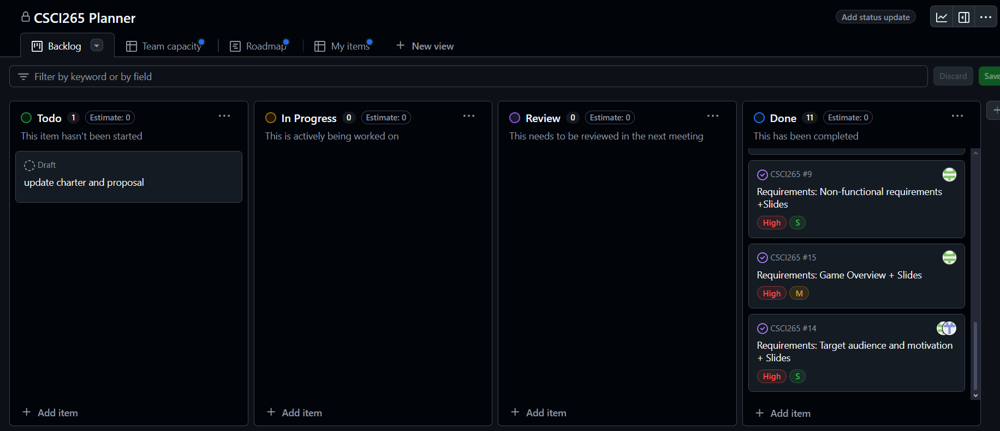 CSCI265 Planner
Add status update
Backlog
Team capacity
Roadmap
My items
New view
Filter by keyword or by field
Discard
Save
Todo 1 Estimate: 0
This item hasn't been started
Draft
update charter and proposal
Add item
In Progress 0 Estimate: 0
This is actively being worked on
Add item
Review 0 Estimate: 0
This needs to be reviewed in the next meeting
Add item
Done 11 Estimate: 0
This has been completed
CSCI265 #9
Requirements: Non-functional requirements
+Slides
High S
CSCI265 #15
Requirements: Game Overview + Slides
High M
CSCI265 #14
Requirements: Target audience and motivation
+ Slides
High S
Add item